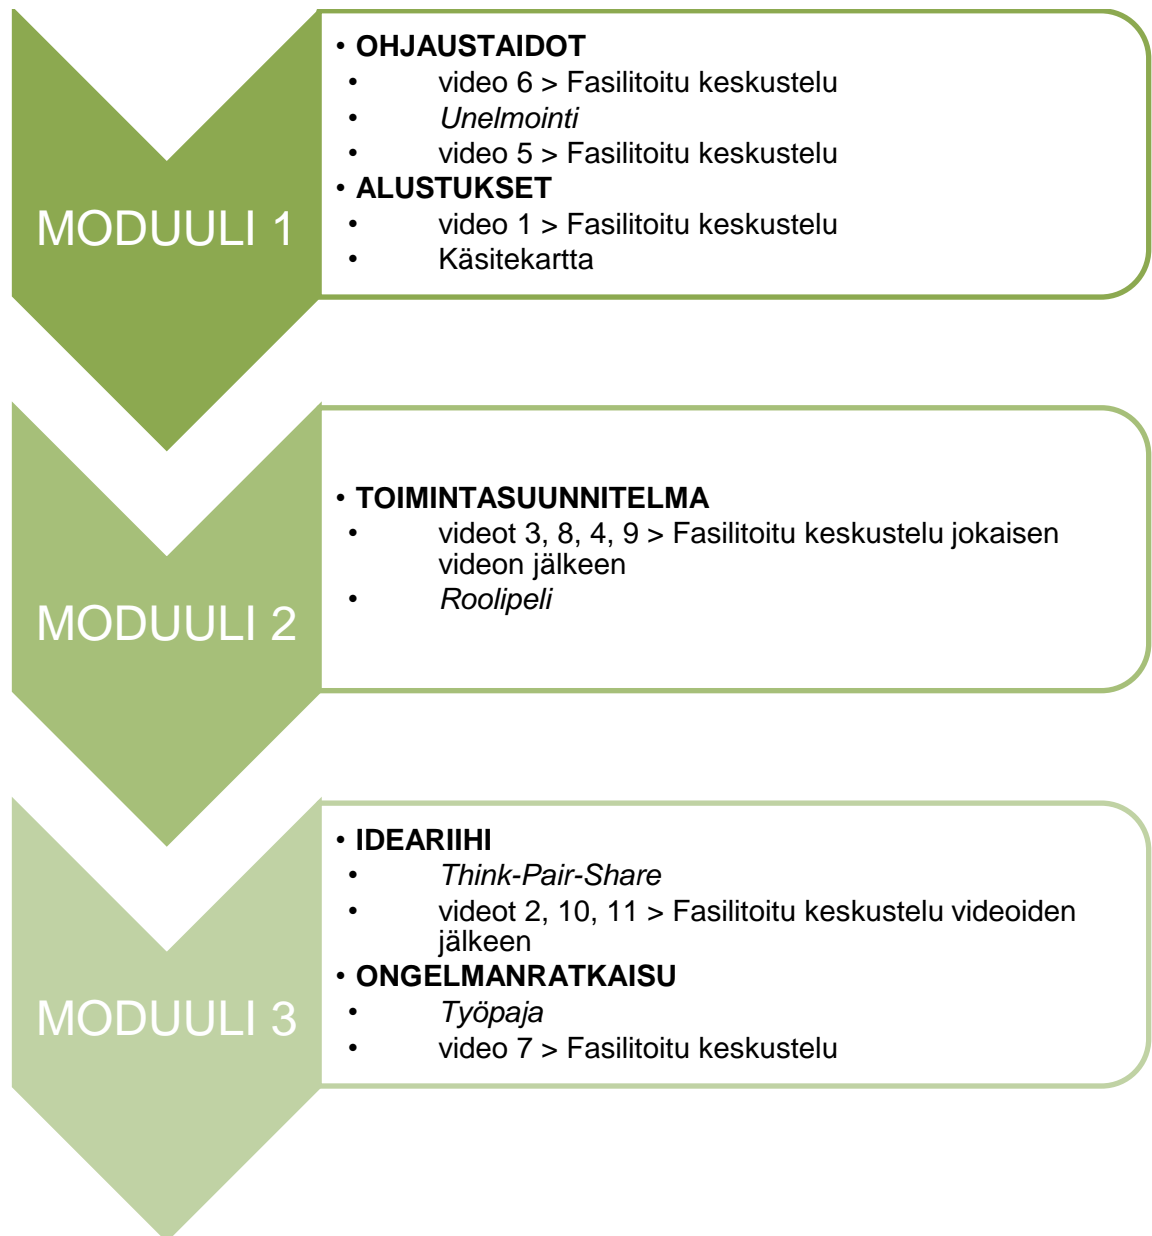 MODUULI 1
• OHJAUSTAIDOT
• video 6 > Fasilitoitu keskustelu
• Unelmointi
• video 5 > Fasilitoitu keskustelu
• ALUSTUKSET
• video 1 > Fasilitoitu keskustelu
• Käsitekartta
MODUULI 2
• TOIMINTASUUNNITELMA
• videot 3, 8, 4, 9 > Fasilitoitu keskustelu jokaisen
videon jälkeen
• Roolipeli
MODUULI 3
• IDEARIIHI
• Think-Pair-Share
• videot 2, 10, 11 > Fasilitoitu keskustelu videoiden
jälkeen
• ONGELMANRATKAISU
• Työpaja
• video 7 > Fasilitoitu keskustelu